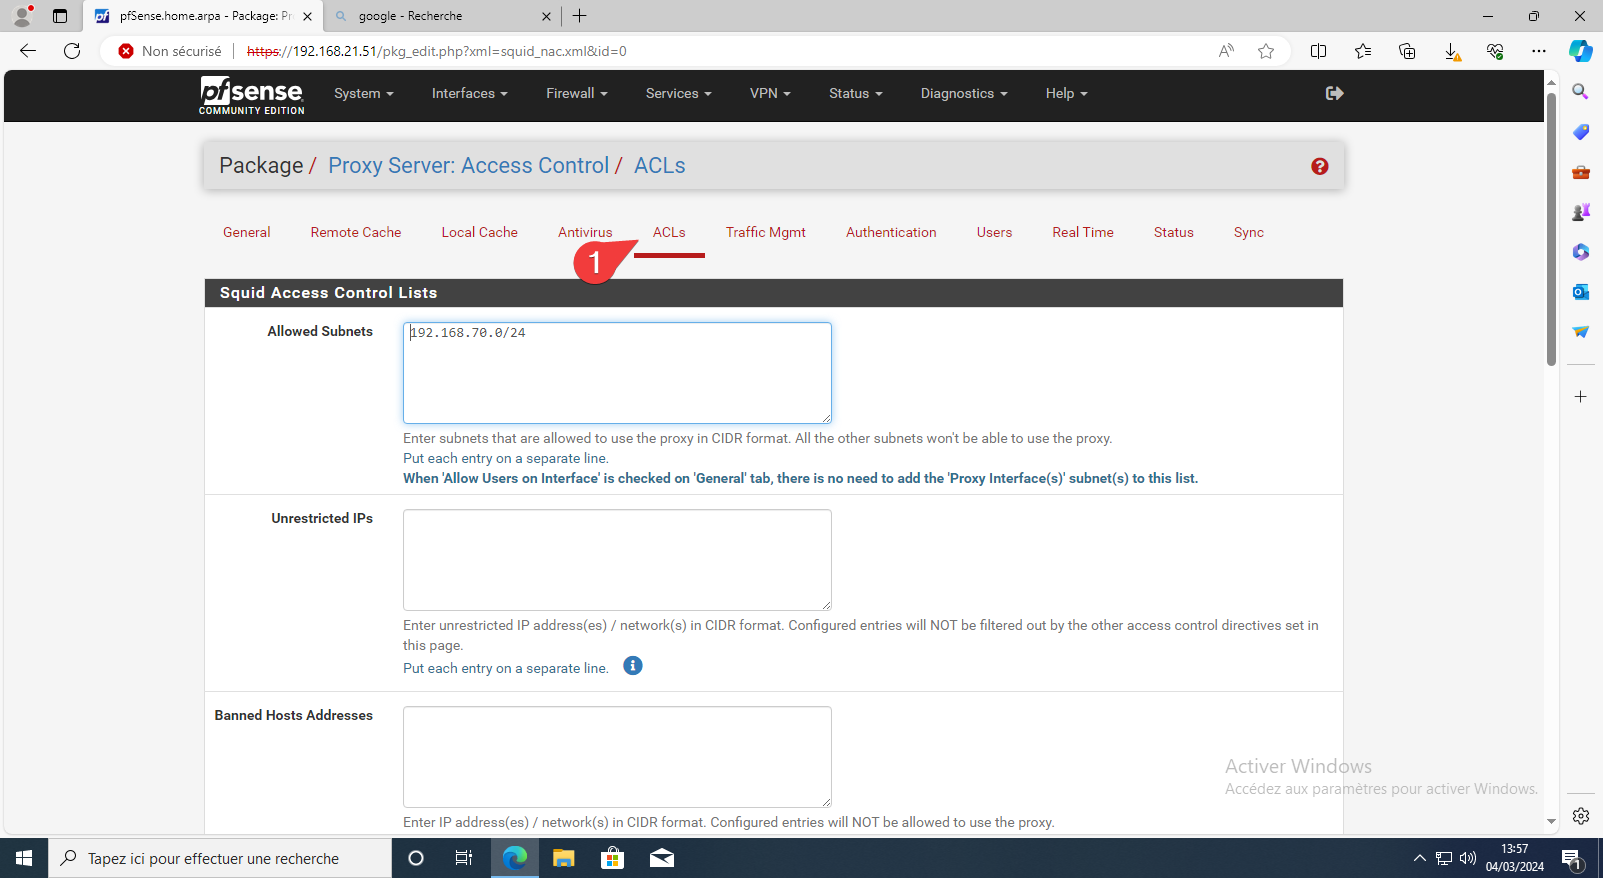 pfSense.home.arpa - Package: Pr
google - Recherche
Non sécurisé
https://192.168.21.51/pkg_edit.php?xml=squid_nac.xml&id=0
pfsense
COMMUNITY EDITION
System
Interfaces
Firewall
Services
VPN
Status
Diagnostics
Help
Package / Proxy Server: Access Control / ACLs
General
Remote Cache
Local Cache
Antivirus
ACLs
Traffic Mgmt
Authentication
Users
Real Time
Status
Sync
1
Squid Access Control Lists
Allowed Subnets
192.168.70.0/24
Enter subnets that are allowed to use the proxy in CIDR format. All the other subnets won't be able to use the proxy.
Put each entry on a separate line.
When 'Allow Users on Interface' is checked on 'General' tab, there is no need to add the 'Proxy Interface(s)' subnet(s) to this list.
Unrestricted IPs
Enter unrestricted IP address(es) / network(s) in CIDR format. Configured entries will NOT be filtered out by the other access control directives set in
this page.
Put each entry on a separate line.
Banned Hosts Addresses
Enter IP address(es) / network(s) in CIDR format. Configured entries will NOT be allowed to use the proxy.
Activer Windows
Accédez aux paramètres pour activer Windows.
Tapez ici pour effectuer une recherche
13:57
04/03/2024
1